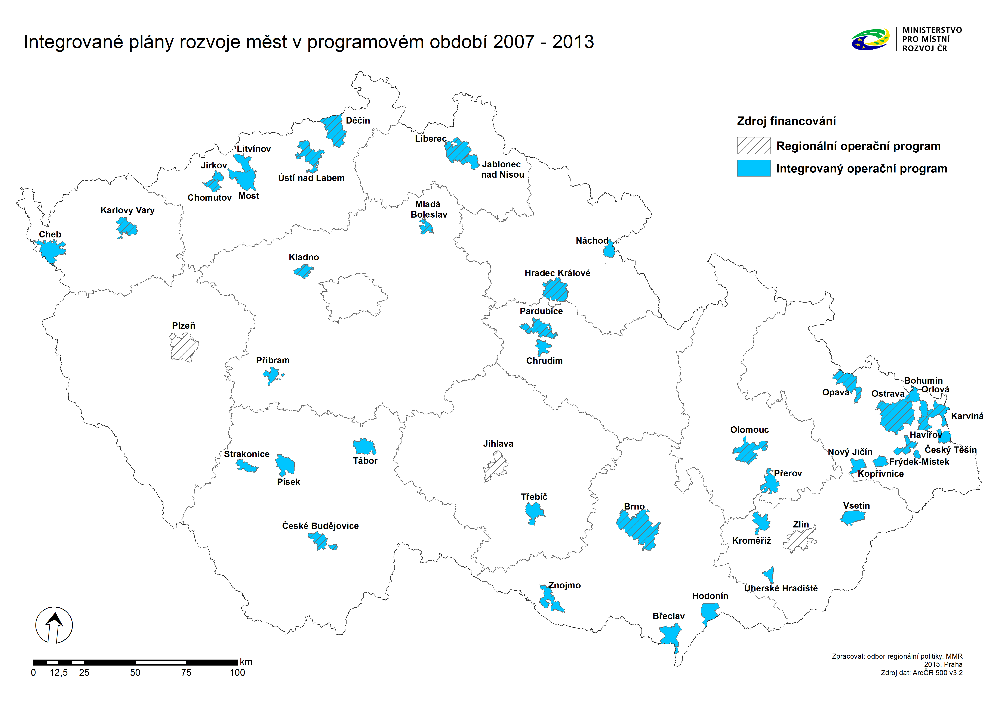 Integrované plány rozvoje měst v programovém období 2007 - 2013
MINISTERSTVO
PRO MÍSTNÍ
ROZVOJ ČR
Zdroj financování
Regionální operační program
Integrovaný operační program
Děčín
Liberec
Litvínov
Jirkov
Jablonec
nad Nisou
Ústí nad Labem
Chomutov
Most
Mladá
Boleslav
Karlovy Vary
Cheb
Náchod
Kladno
Hradec Králové
Pardubice
Plzeň
Příbram
Chrudim
Bohumín
Orlová
Opava
Ostrava
Karviná
Olomouc
Havířov
Jihlava
Český Těšín
Strakonice
Nový Jičín
Tábor
Frýdek-Místek
Kopřivnice
Přerov
Písek
Třebíč
Brno
Vsetín
Zlín
České Budějovice
Kroměříž
Znojmo
Uherské Hradiště
Hodonín
Břeclav
km
0 12,5 25 50 75 100
Zpracoval: odbor regionální politiky, MMR
2015, Praha
Zdroj dat: ArcČR 500 v3.2